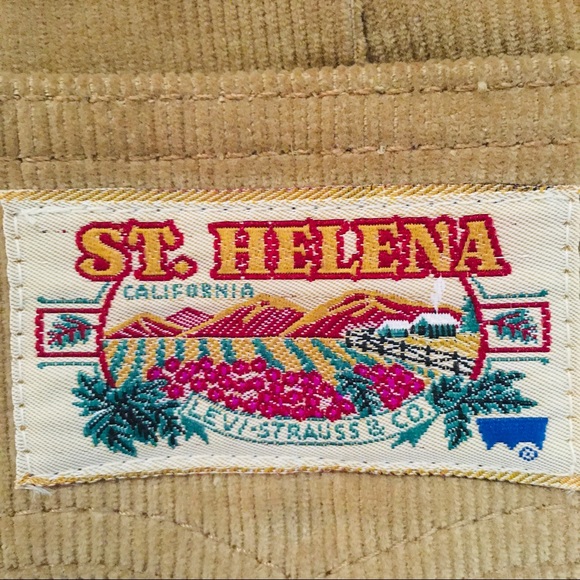 ST. HELENA
CALIFORNIA
LEVI-STRAUSS & CO.
®